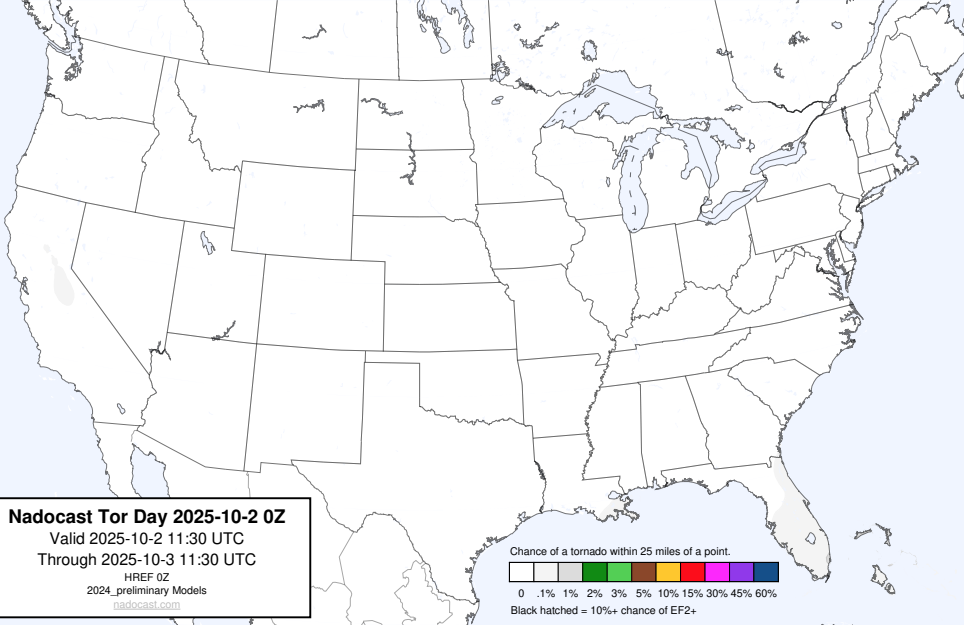 Nadocast Tor Day 2025-10-2 0Z
Valid 2025-10-2 11:30 UTC
Through 2025-10-3 11:30 UTC
HREF 0Z
2024_preliminary Models
nadocast.com
Chance of a tornado within 25 miles of a point.
0 .1% 1% 2% 3% 5% 10% 15% 30% 45% 60%
Black hatched = 10%+ chance of EF2+